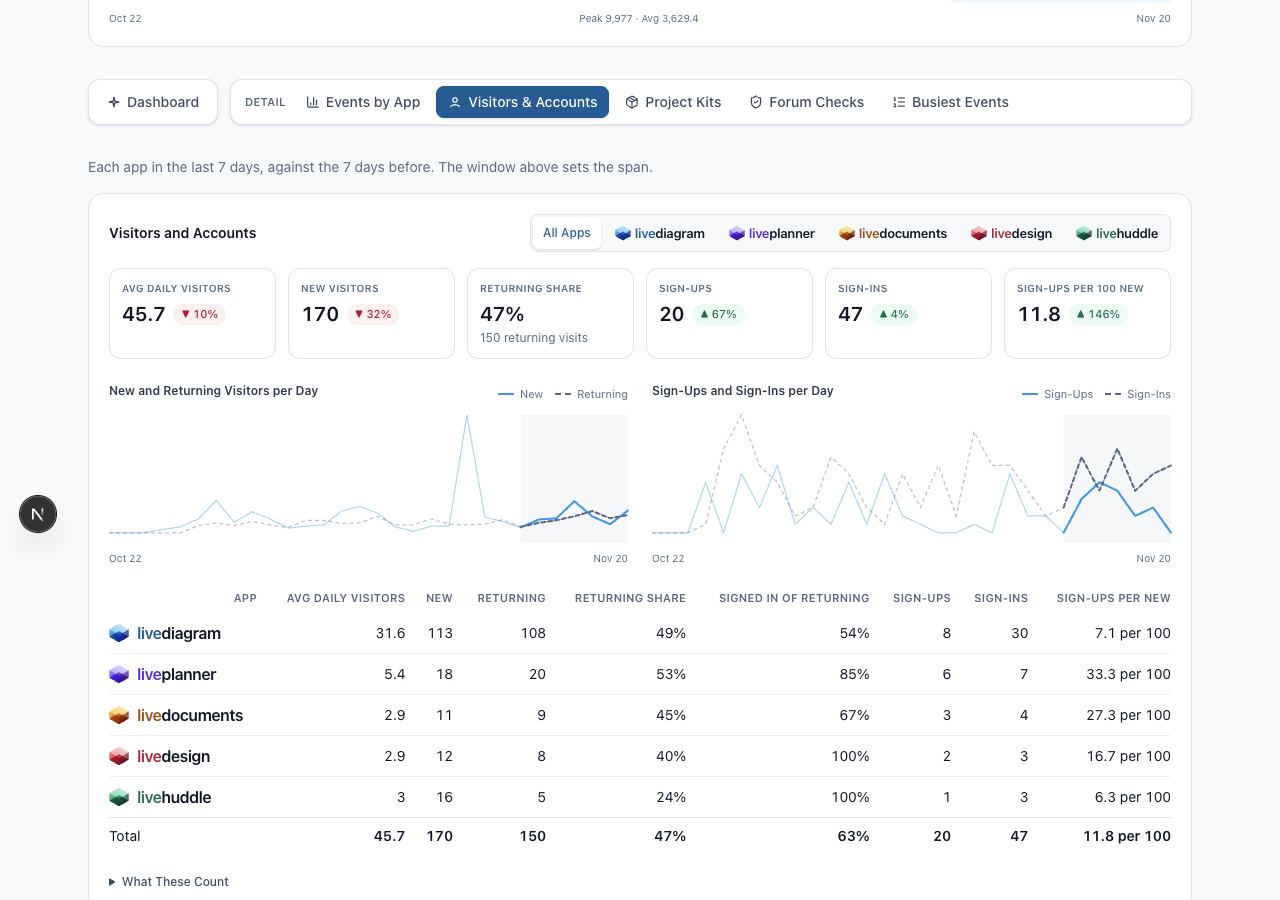 Oct 22 Peak 9,977 · Avg 3,629.4 Nov 20
Dashboard DETAIL Events by App Visitors & Accounts Project Kits Forum Checks Busiest Events
Each app in the last 7 days, against the 7 days before. The window above sets the span.
Visitors and Accounts All Apps livediagram liveplanner livedocuments livedesign livehuddle
AVG DAILY VISITORS NEW VISITORS RETURNING SHARE SIGN-UPS SIGN-INS SIGN-UPS PER 100 NEW
45.7 ▼ 10% 170 ▼ 32% 47% 20 ▲ 67% 47 ▲ 4% 11.8 ▲ 146%
150 returning visits
New and Returning Visitors per Day New Returning Sign-Ups and Sign-Ins per Day Sign-Ups Sign-Ins
N
Oct 22 Nov 20 Oct 22 Nov 20
APP AVG DAILY VISITORS NEW RETURNING RETURNING SHARE SIGNED IN OF RETURNING SIGN-UPS SIGN-INS SIGN-UPS PER NEW
livediagram 31.6 113 108 49% 54% 8 30 7.1 per 100
liveplanner 5.4 18 20 53% 85% 6 7 33.3 per 100
livedocuments 2.9 11 9 45% 67% 3 4 27.3 per 100
livedesign 2.9 12 8 40% 100% 2 3 16.7 per 100
livehuddle 3 16 5 24% 100% 1 3 6.3 per 100
Total 45.7 170 150 47% 63% 20 47 11.8 per 100
▶ What These Count